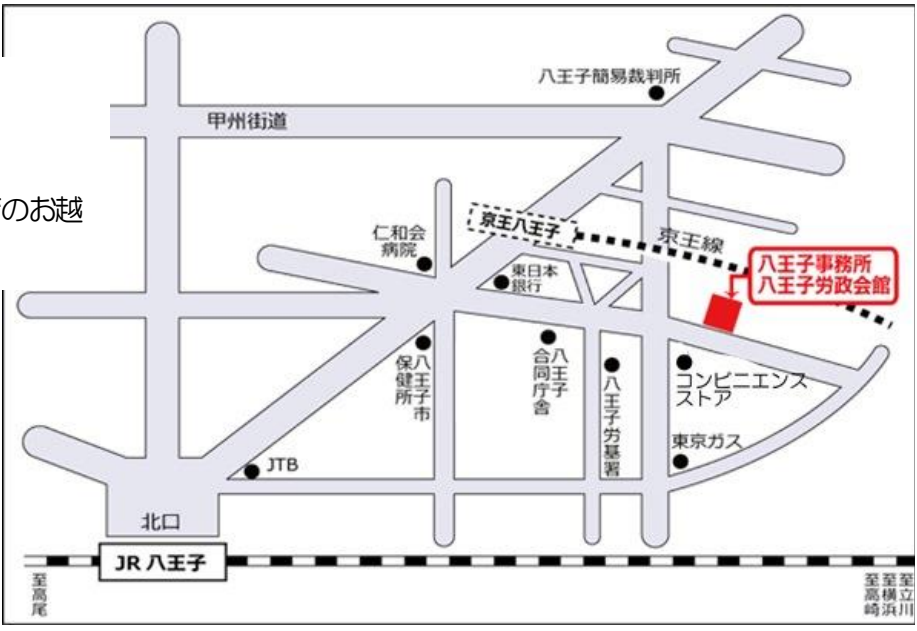 八王子簡易裁判所
甲州街道
のお越
仁和会
病院
京王八王子
京王線
東日本
銀行
八王子事務所
八王子労政会館
八王子市
保健所
八王子
合同庁舎
八王子労基署
コンビニエンス
ストア
東京ガス
JTB
北口
JR 八王子
至高尾
至立川
至横浜
至高崎